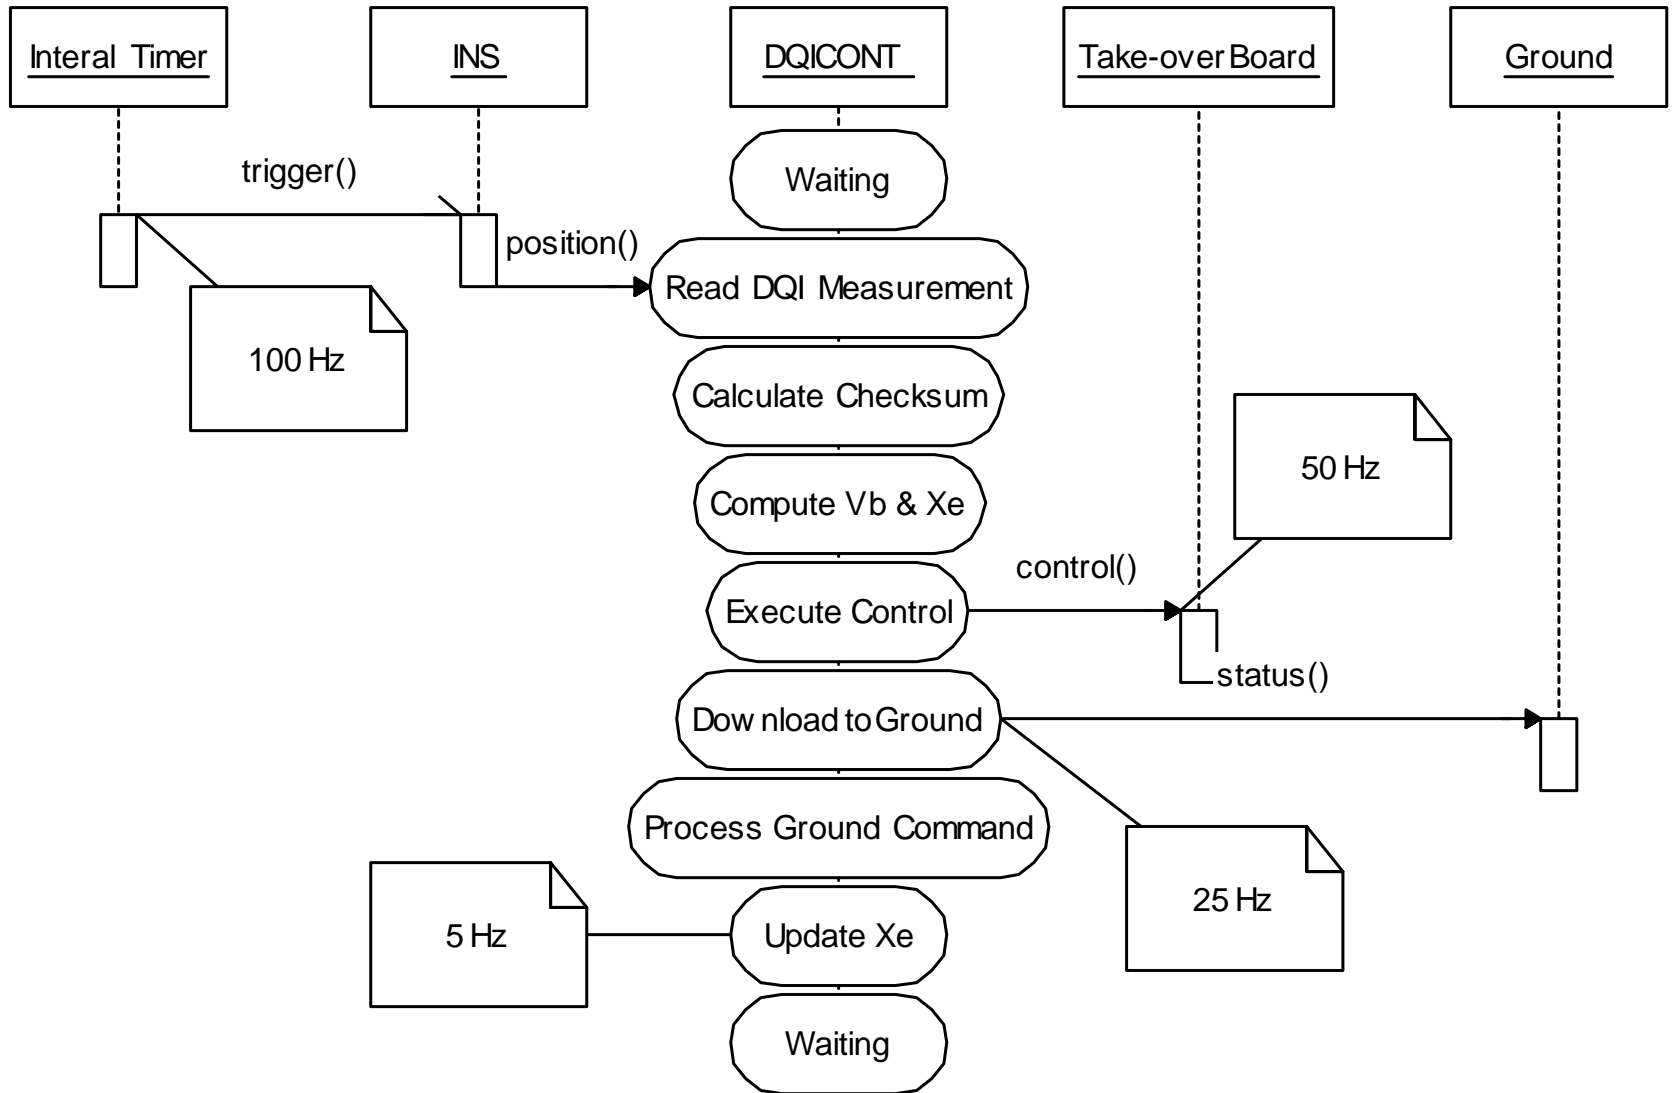 Interal Timer
INS
DQICONT
Take-over Board
Ground
trigger()
Waiting
position()
Read DQI Measurement
100 Hz
Calculate Checksum
50 Hz
Compute Vb & Xe
control()
Execute Control
status()
Download to Ground
Process Ground Command
25 Hz
5 Hz
Update Xe
Waiting